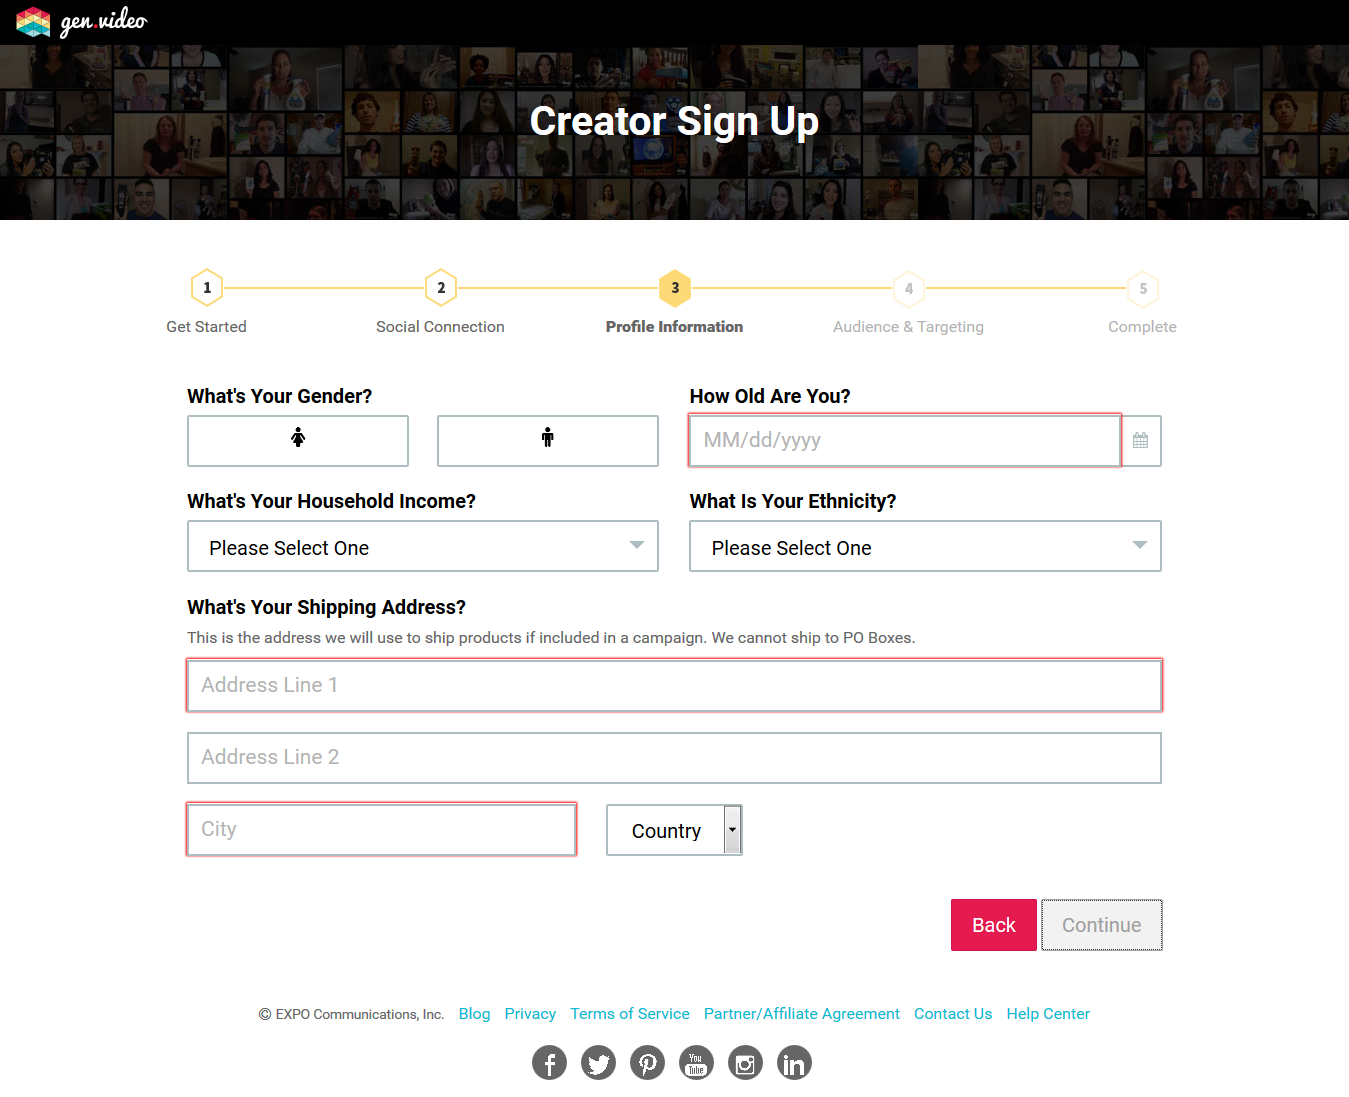 gen.video
Creator Sign Up
1 2 3 4 5
Get Started Social Connection Profile Information Audience & Targeting Complete
What's Your Gender? How Old Are You?
MM/dd/yyyy
What's Your Household Income? What Is Your Ethnicity?
Please Select One Please Select One
What's Your Shipping Address?
This is the address we will use to ship products if included in a campaign. We cannot ship to PO Boxes.
Address Line 1
Address Line 2
City Country
Back Continue
© EXPO Communications, Inc. Blog Privacy Terms of Service Partner/Affiliate Agreement Contact Us Help Center
You
Tube